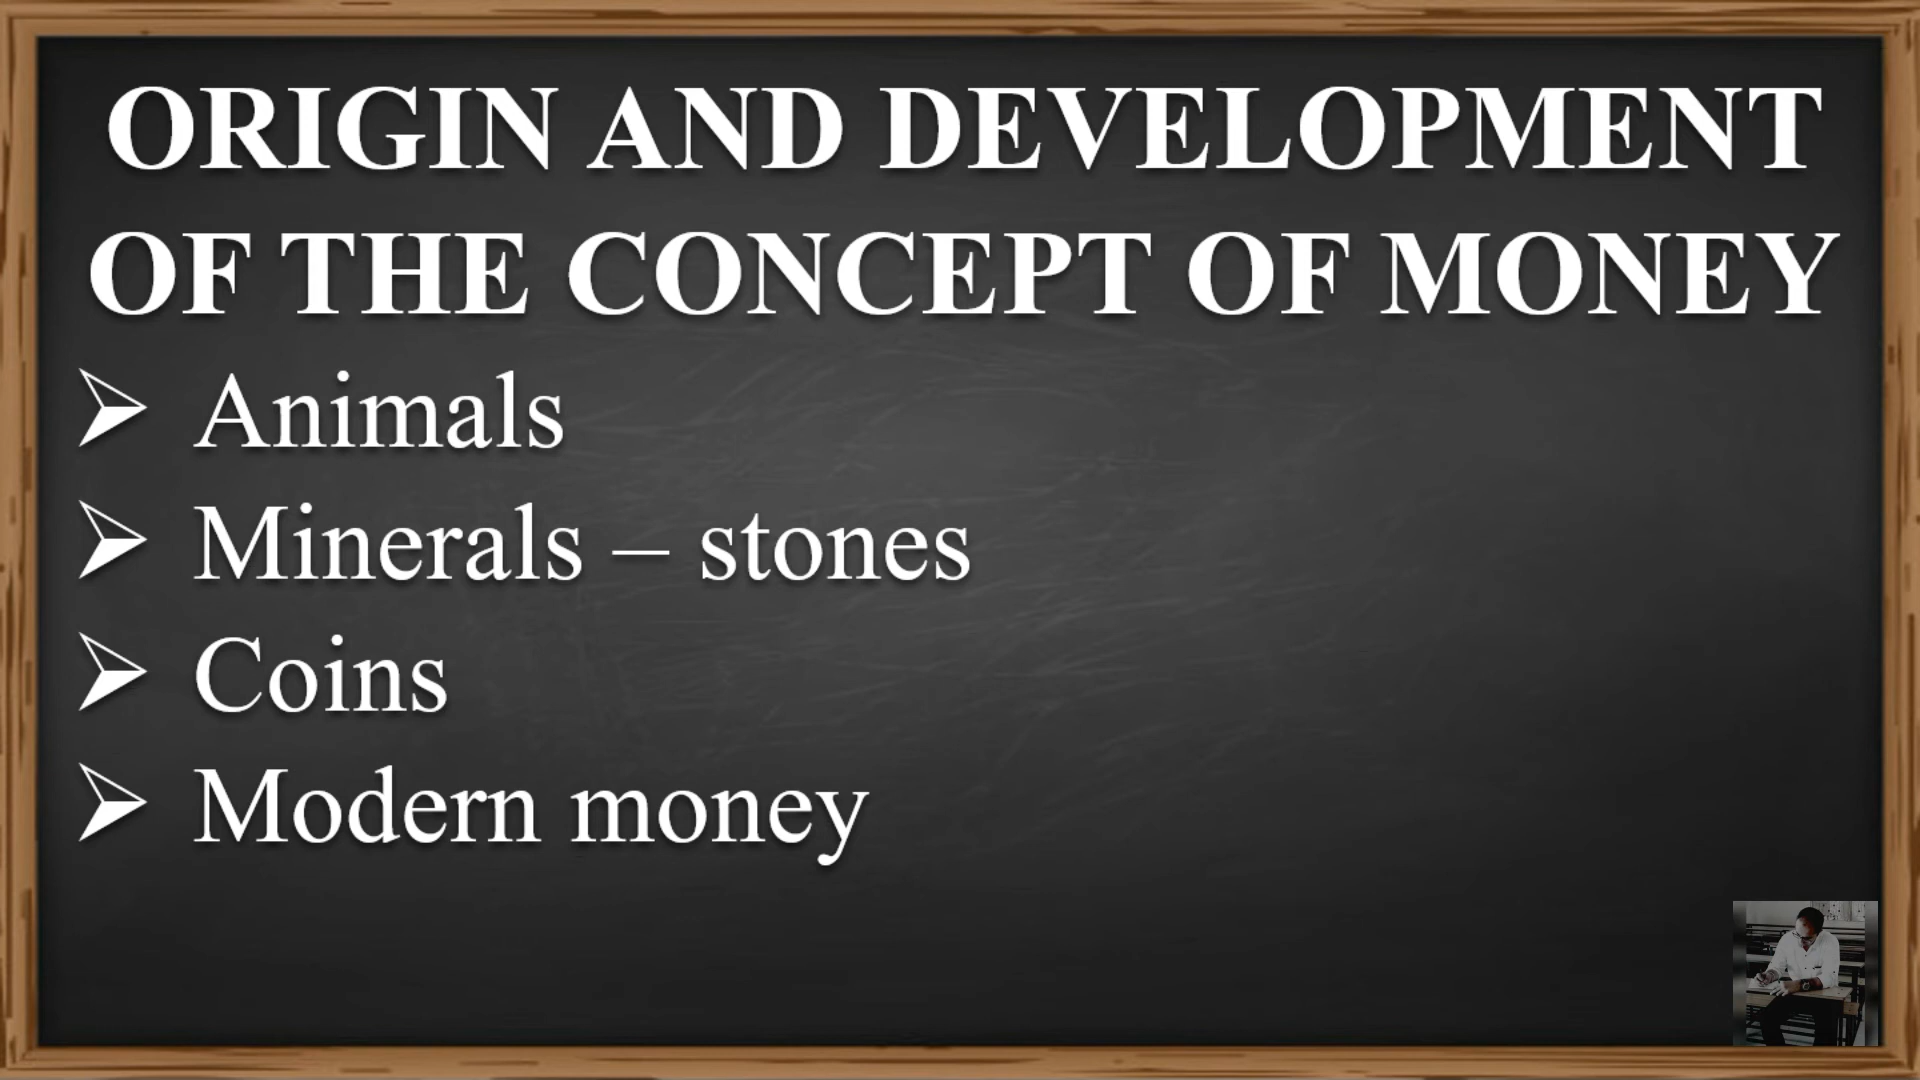 ORIGIN AND DEVELOPMENT
OF THE CONCEPT OF MONEY
➢ Animals
➢ Minerals – stones
➢ Coins
➢ Modern money